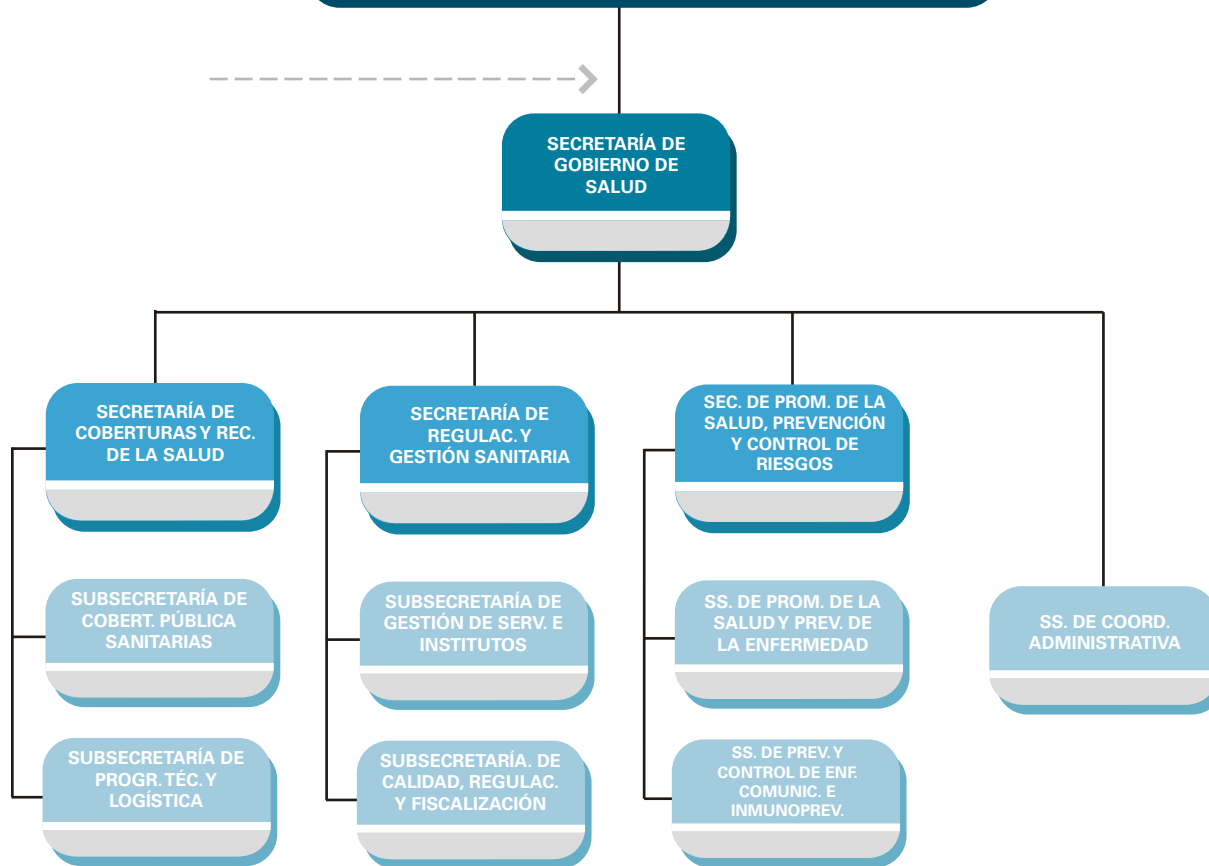 SECRETARÍA DE
GOBIERNO DE
SALUD
SECRETARÍA DE
COBERTURAS Y REC.
DE LA SALUD
SECRETARÍA DE
REGULAC. Y
GESTIÓN SANITARIA
SEC. DE PROM. DE LA
SALUD, PREVENCIÓN
Y CONTROL DE
RIESGOS
SUBSECRETARÍA DE
COBERT. PÚBLICA
SANITARIAS
SUBSECRETARÍA DE
GESTIÓN DE SERV. E
INSTITUTOS
SS. DE PROM. DE LA
SALUD Y PREV. DE
LA ENFERMEDAD
SS. DE COORD.
ADMINISTRATIVA
SUBSECRETARÍA DE
PROGR. TÉC. Y
LOGÍSTICA
SUBSECRETARÍA. DE
CALIDAD, REGULAC.
Y FISCALIZACIÓN
SS. DE PREV. Y
CONTROL DE ENF.
COMUNIC. E
INMUNOPREV.